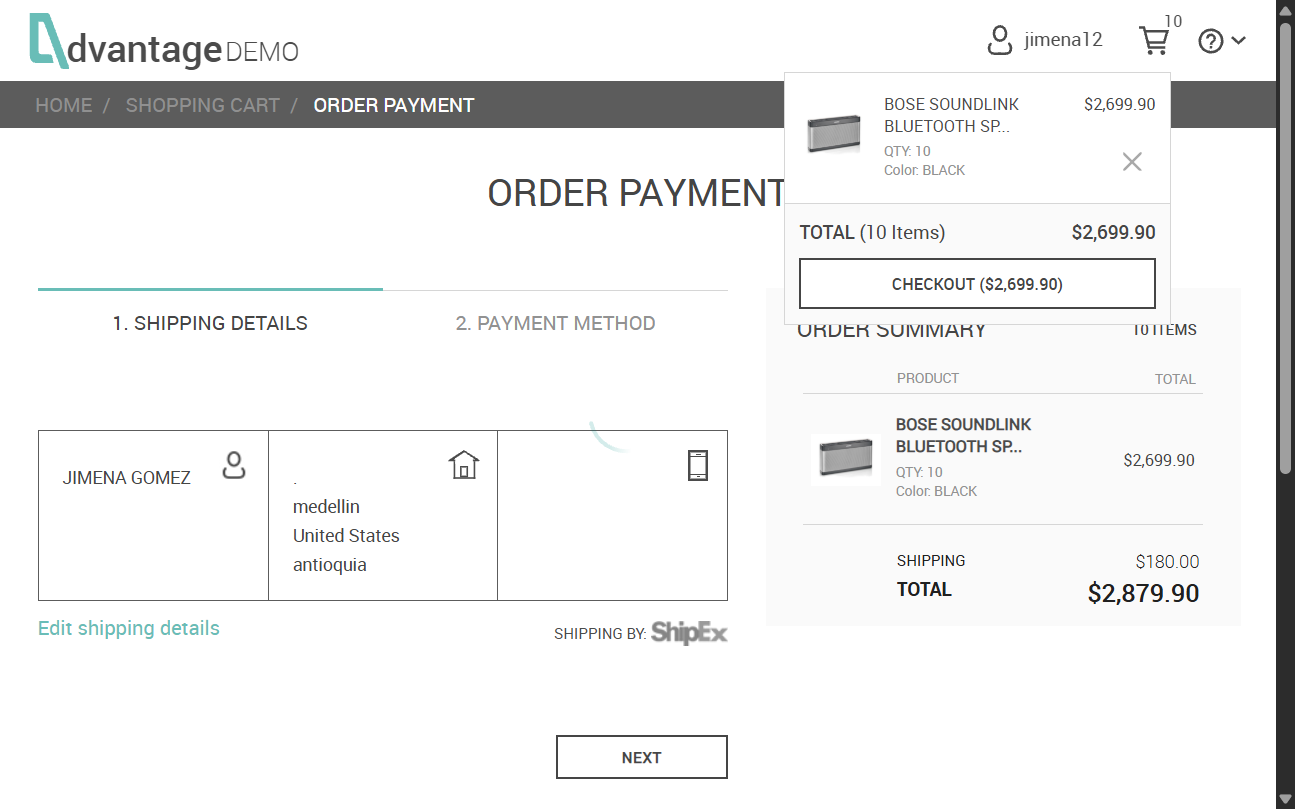 Advantage DEMO
jimena12
10
HOME / SHOPPING CART / ORDER PAYMENT
BOSE SOUNDLINK
BLUETOOTH SP...
$2,699.90
QTY: 10
Color: BLACK
TOTAL (10 Items) $2,699.90
CHECKOUT ($2,699.90)
ORDER PAYMENT
1. SHIPPING DETAILS
2. PAYMENT METHOD
JIMENA GOMEZ
.
medellin
United States
antioquia
Edit shipping details
SHIPPING BY: ShipEx
NEXT
ORDER SUMMARY
10 ITEMS
PRODUCT TOTAL
BOSE SOUNDLINK
BLUETOOTH SP...
QTY: 10
Color: BLACK
$2,699.90
SHIPPING $180.00
TOTAL $2,879.90